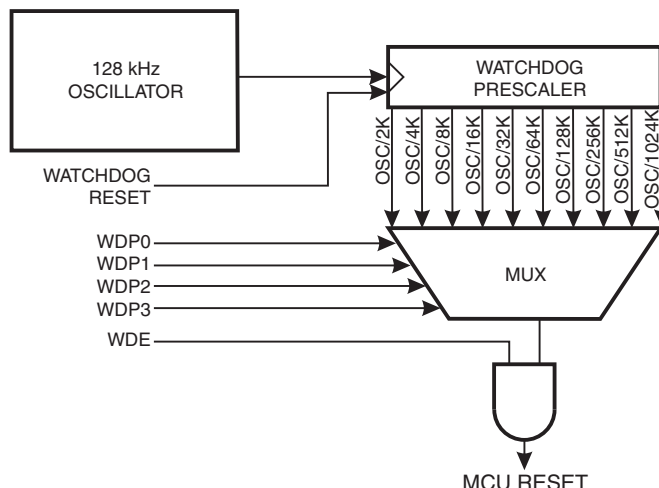 128 kHz
OSCILLATOR
WATCHDOG
PRESCALER
OSC/2K
OSC/4K
OSC/8K
OSC/16K
OSC/32K
OSC/64K
OSC/128K
OSC/256K
OSC/512K
OSC/1024K
WATCHDOG
RESET
WDP0
WDP1
WDP2
WDP3
MUX
WDE
MCU RESET